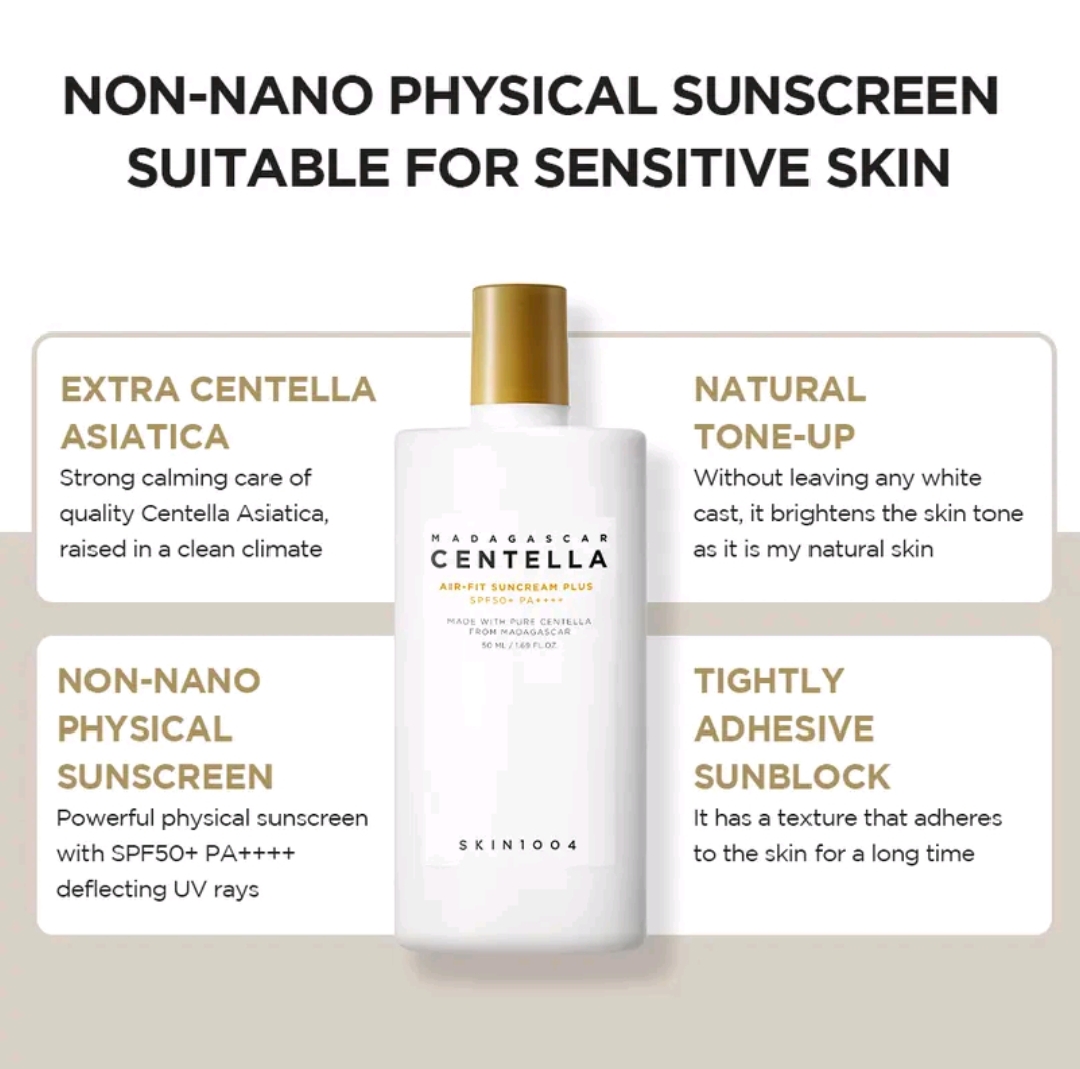 NON-NANO PHYSICAL SUNSCREEN
SUITABLE FOR SENSITIVE SKIN
EXTRA CENTELLA
ASIATICA
Strong calming care of
quality Centella Asiatica,
raised in a clean climate
NATURAL
TONE-UP
Without leaving any white
cast, it brightens the skin tone
as it is my natural skin
MADAGASCAR
CENTELLA
AIR-FIT SUNCREAM PLUS
SPF50+ PA++++
MADE WITH PURE CENTELLA
FROM MADAGASCAR
50 ML / 1.69 FL.OZ.
SKIN1004
NON-NANO
PHYSICAL
SUNSCREEN
Powerful physical sunscreen
with SPF50+ PA++++
deflecting UV rays
TIGHTLY
ADHESIVE
SUNBLOCK
It has a texture that adheres
to the skin for a long time